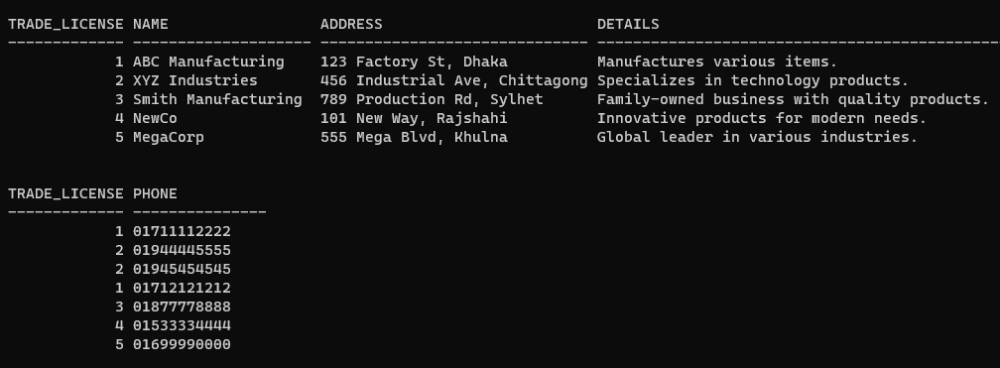 TRADE_LICENSE NAME                 ADDRESS                        DETAILS
------------- -------------------- ------------------------------ ---------------------------------------------
            1 ABC Manufacturing    123 Factory St, Dhaka          Manufactures various items.
            2 XYZ Industries       456 Industrial Ave, Chittagong Specializes in technology products.
            3 Smith Manufacturing  789 Production Rd, Sylhet      Family-owned business with quality products.
            4 NewCo                101 New Way, Rajshahi          Innovative products for modern needs.
            5 MegaCorp             555 Mega Blvd, Khulna          Global leader in various industries.
TRADE_LICENSE PHONE
------------- ---------------
            1 01711112222
            2 01944445555
            2 01945454545
            1 01712121212
            3 01877778888
            4 01533334444
            5 01699990000